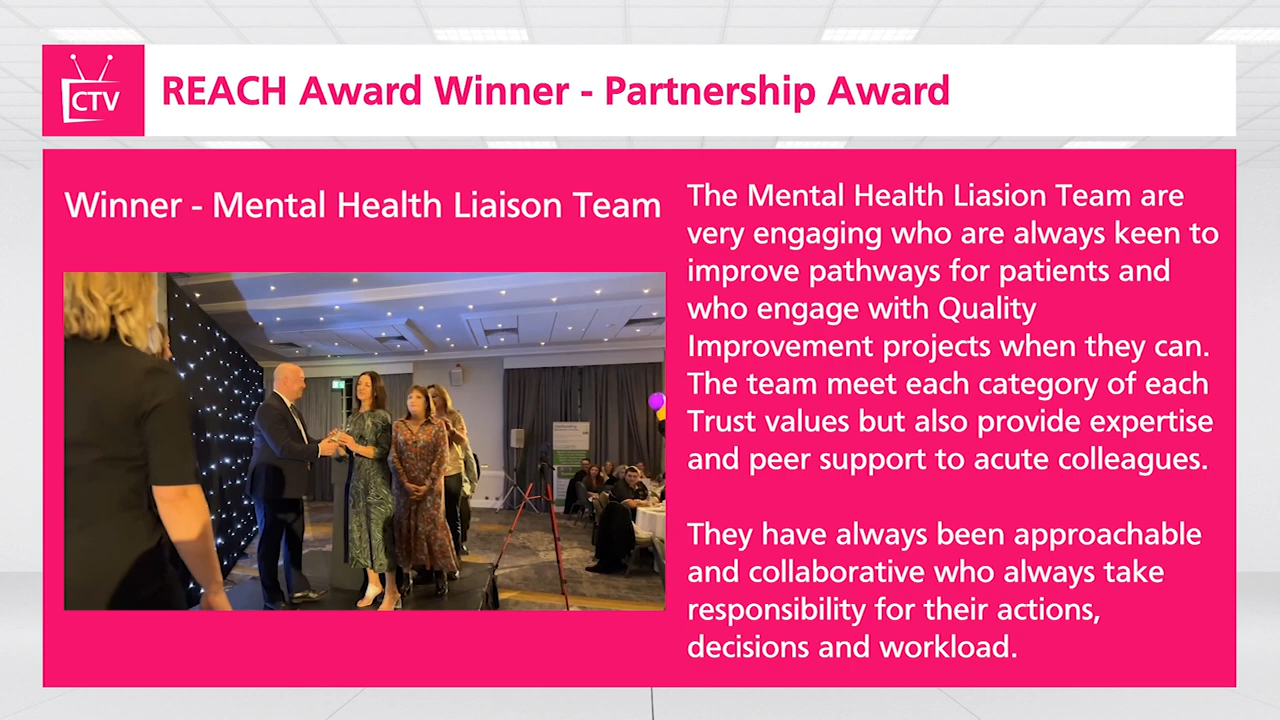 CTV
REACH Award Winner - Partnership Award
Winner - Mental Health Liaison Team
The Mental Health Liasion Team are
very engaging who are always keen to
improve pathways for patients and
who engage with Quality
Improvement projects when they can.
The team meet each category of each
Trust values but also provide expertise
and peer support to acute colleagues.
They have always been approachable
and collaborative who always take
responsibility for their actions,
decisions and workload.